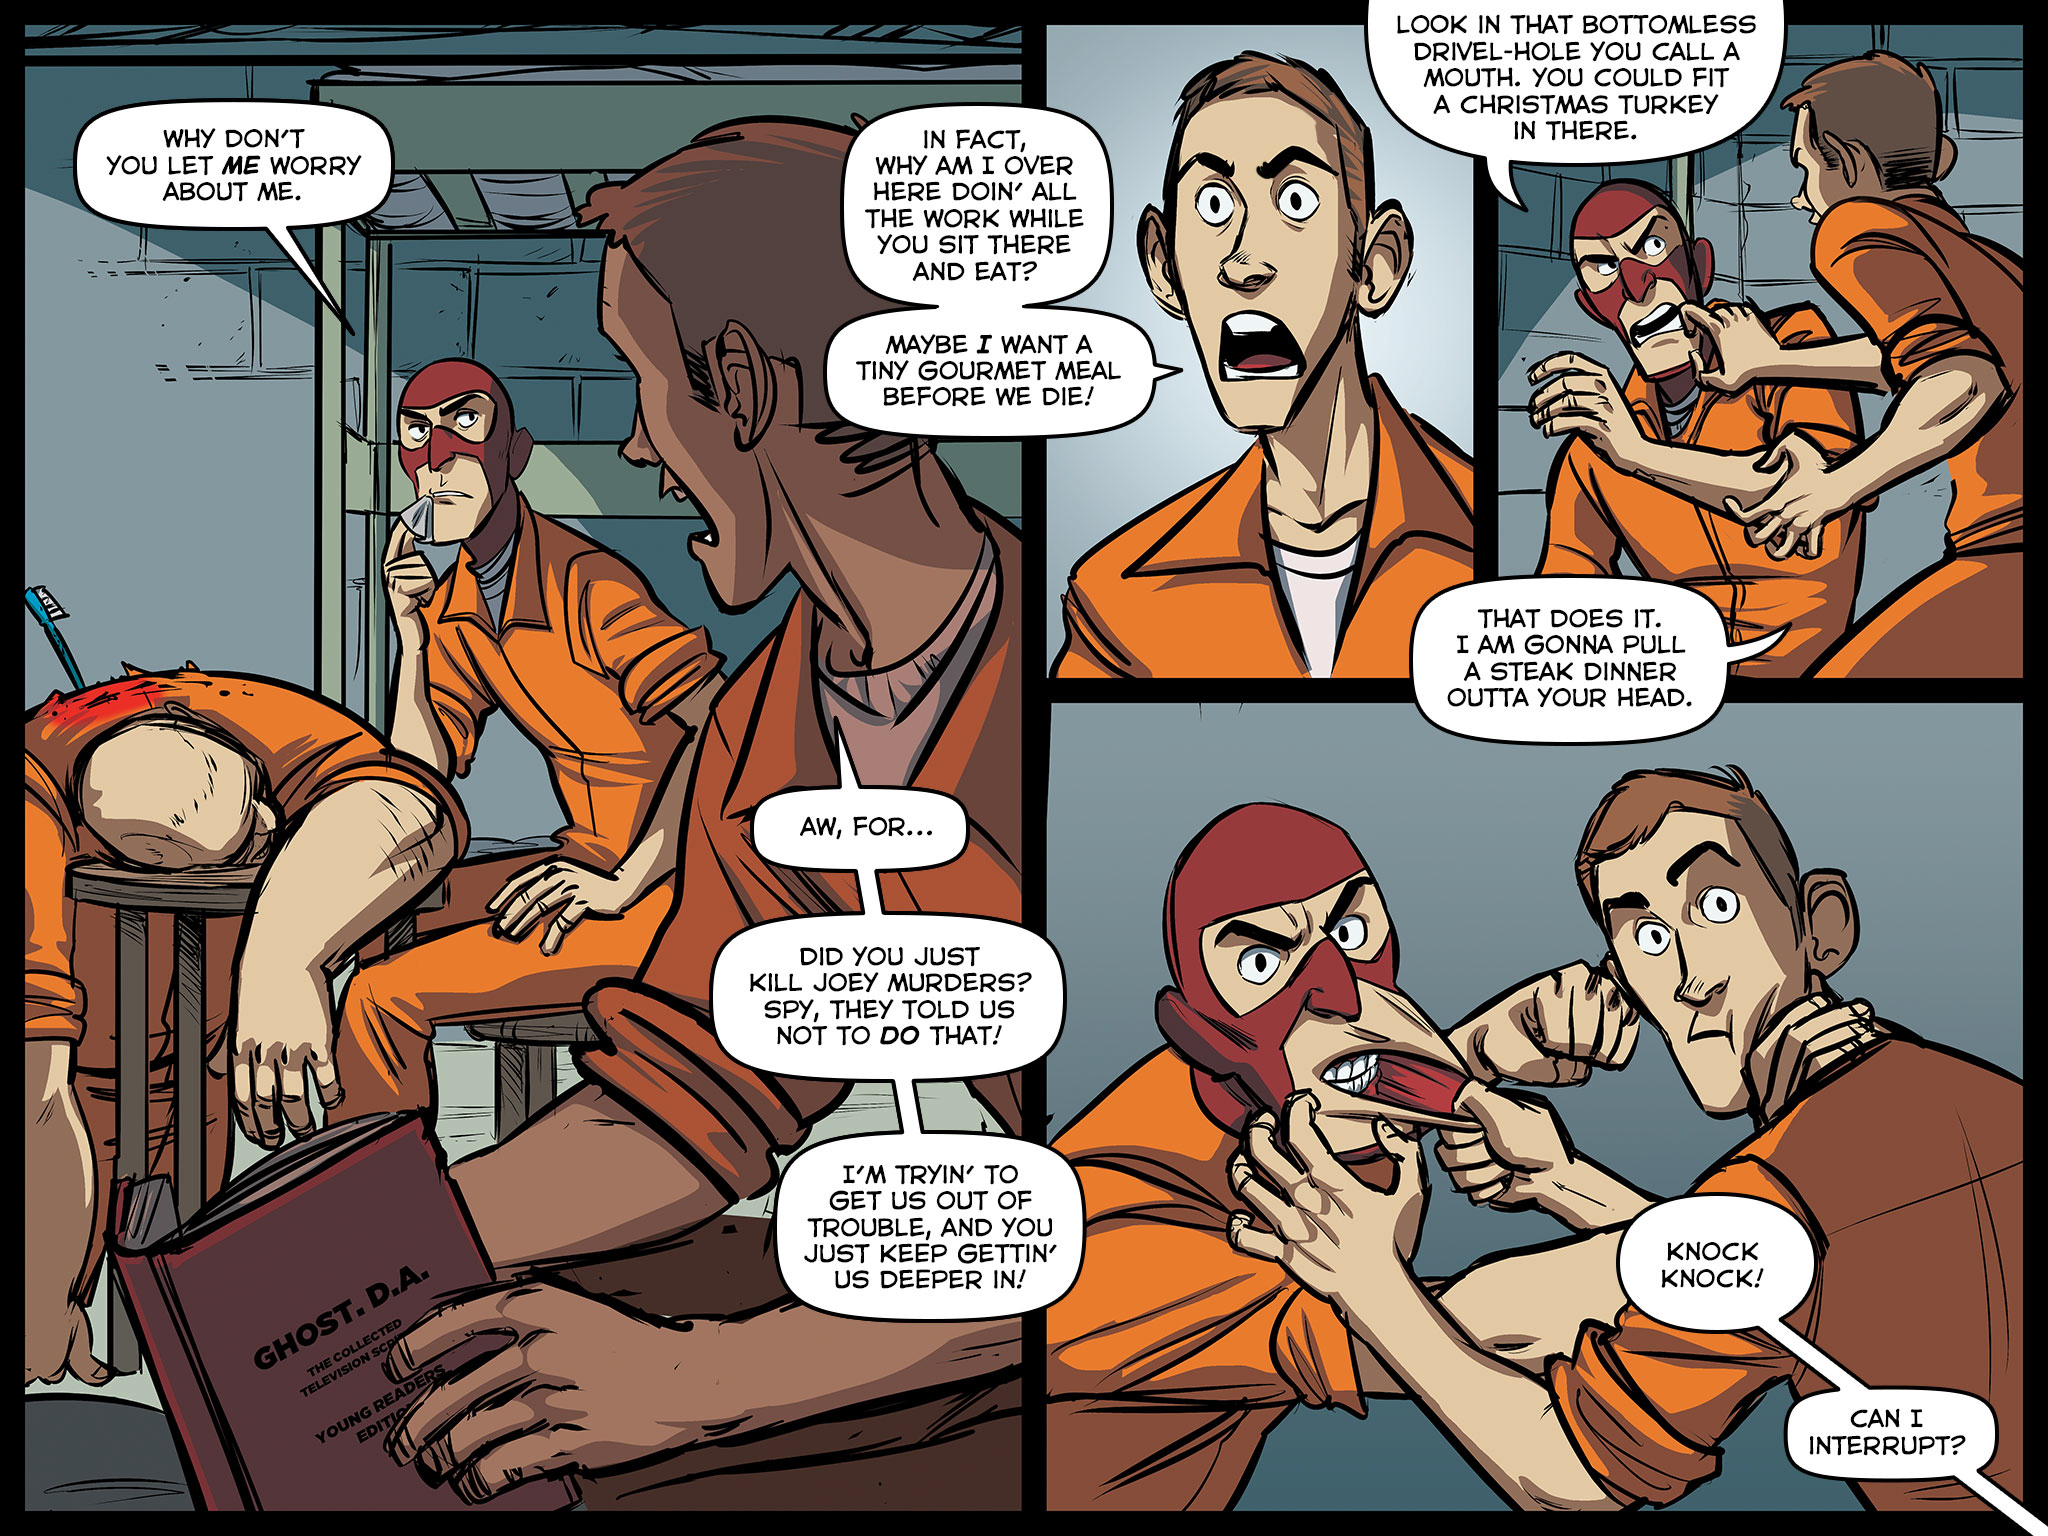 WHY DON'T
YOU LET ME WORRY
ABOUT ME.
AW, FOR...
DID YOU JUST
KILL JOEY MURDERS?
SPY, THEY TOLD US
NOT TO DO THAT!
I'M TRYIN' TO
GET US OUT OF
TROUBLE, AND YOU
JUST KEEP GETTIN'
US DEEPER IN!
GHOST. D.A.
THE COLLECTED
TELEVISION
YOUNG READERS
IN FACT,
WHY AM I OVER
HERE DOIN' ALL
THE WORK WHILE
YOU SIT THERE
AND EAT?
MAYBE I WANT A
TINY GOURMET MEAL
BEFORE WE DIE!
LOOK IN THAT BOTTOMLESS
DRIVEL-HOLE YOU CALL A
MOUTH. YOU COULD FIT
A CHRISTMAS TURKEY
IN THERE.
THAT DOES IT.
I AM GONNA PULL
A STEAK DINNER
OUTTA YOUR HEAD.
KNOCK
KNOCK!
CAN I
INTERRUPT?